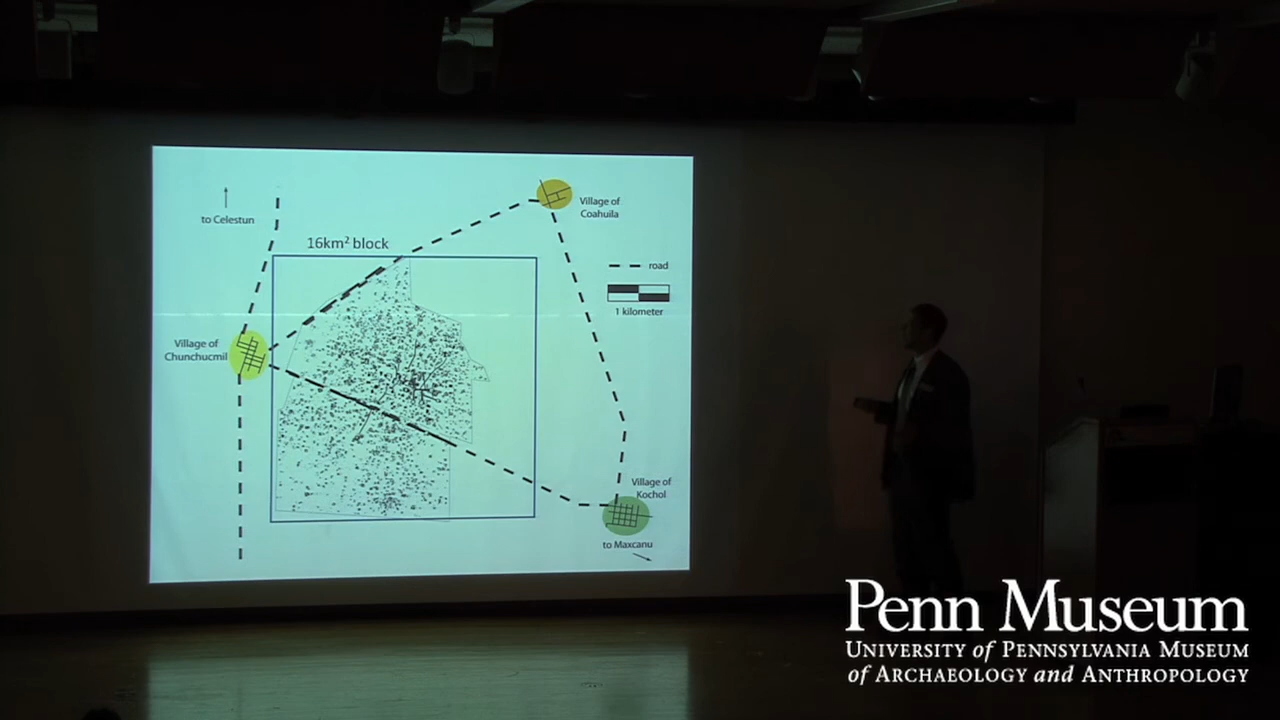 to Celestun
16km² block
Village of
Coahuila
road
1 kilometer
Village of
Chunchucmil
Village of
Kochol
to Maxcanu
Penn Museum
UNIVERSITY of PENNSYLVANIA MUSEUM
of ARCHAEOLOGY and ANTHROPOLOGY